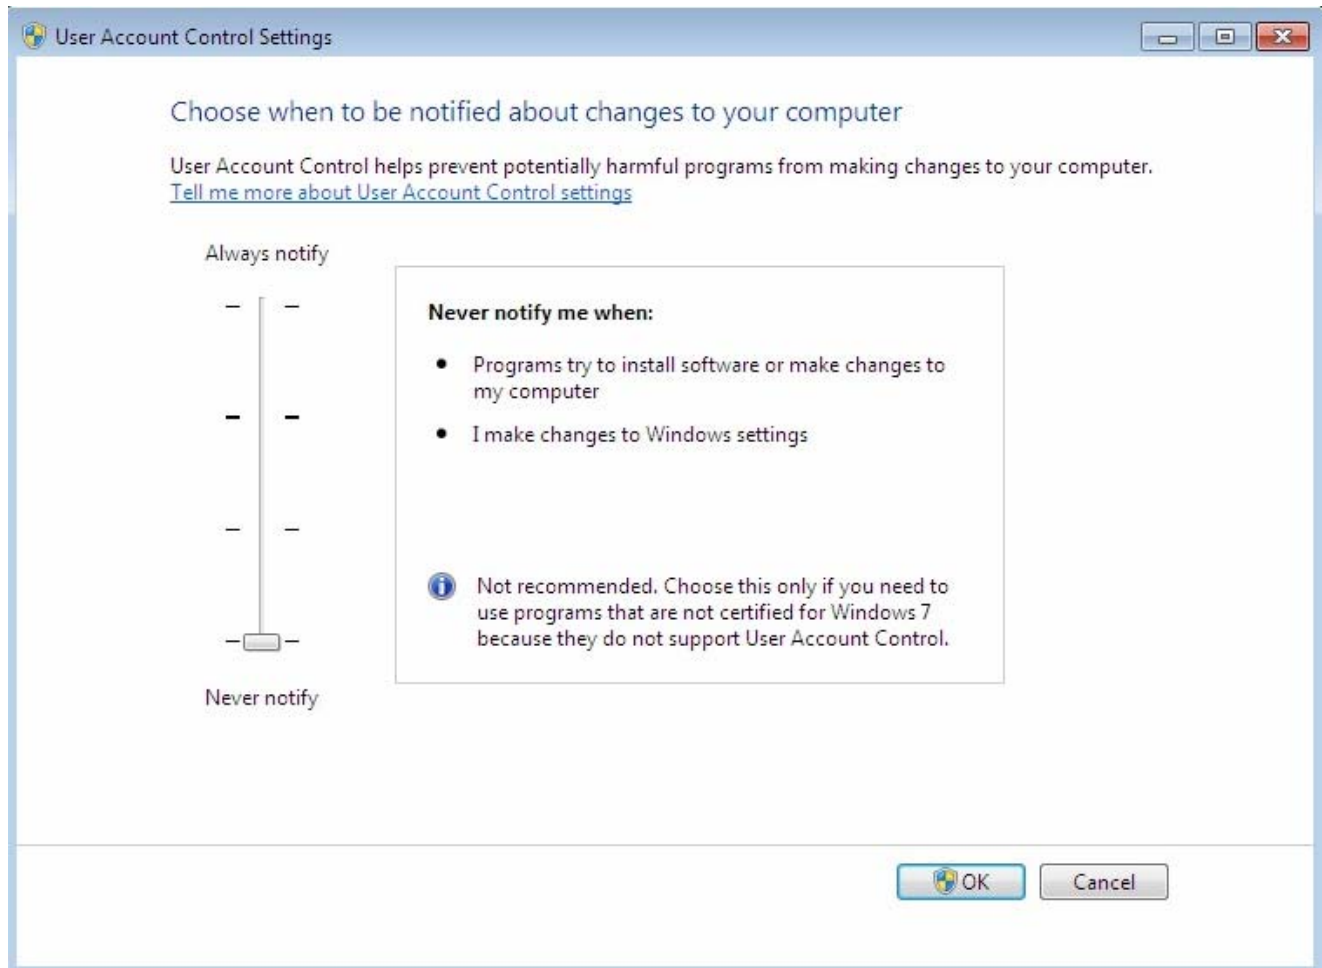 User Account Control Settings
Choose when to be notified about changes to your computer
User Account Control helps prevent potentially harmful programs from making changes to your computer.
Tell me more about User Account Control settings
Always notify
Never notify me when:
Programs try to install software or make changes to
my computer
I make changes to Windows settings
Not recommended. Choose this only if you need to
use programs that are not certified for Windows 7
because they do not support User Account Control.
Never notify
OK
Cancel